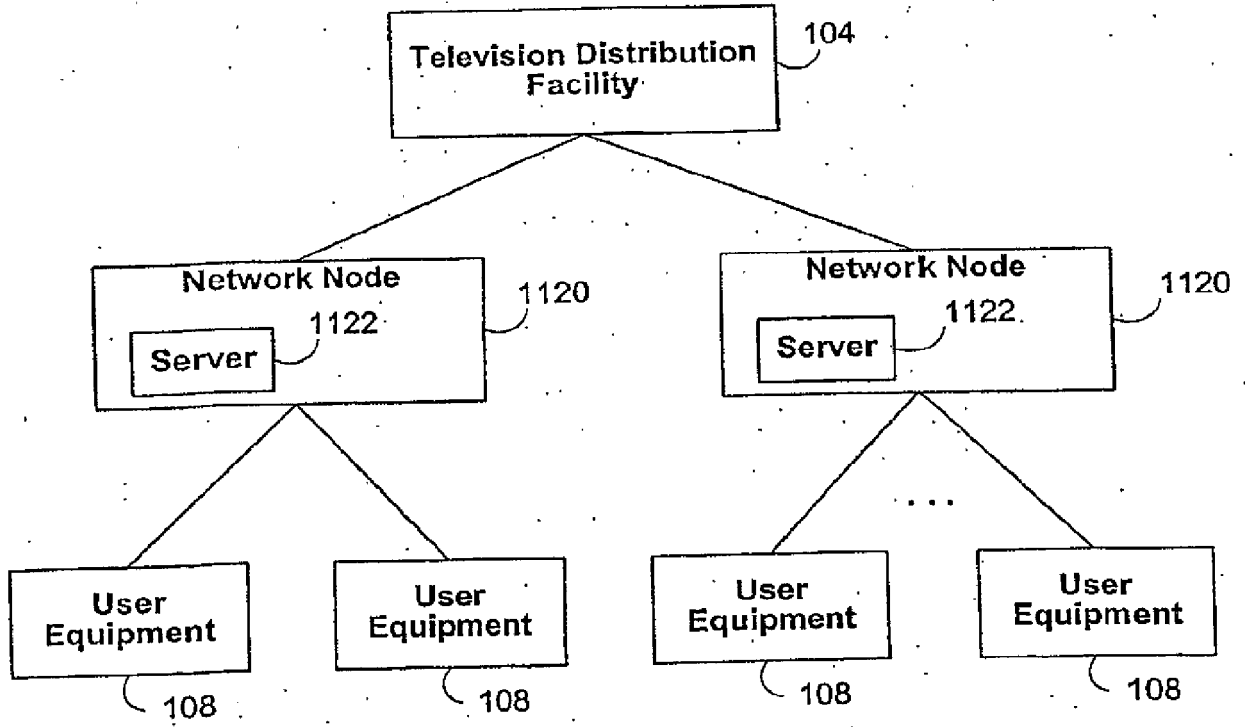 Television Distribution
Facility
104
Network Node
1120
Server
1122
Network Node
1120
Server
1122
...
User
Equipment
108
User
Equipment
108
User
Equipment
108
User
Equipment
108